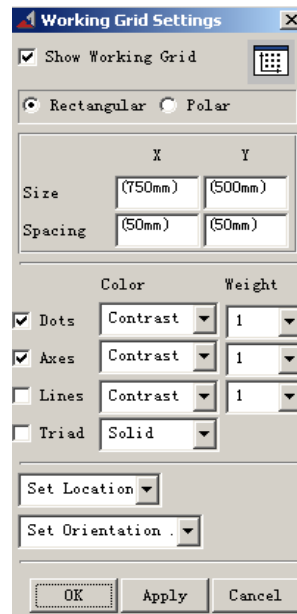 Working Grid Settings
Show Working Grid
Rectangular Polar
X Y
Size (750mm) (500mm)
Spacing (50mm) (50mm)
Color Weight
Dots Contrast 1
Axes Contrast 1
Lines Contrast 1
Triad Solid
Set Location
Set Orientation .
OK Apply Cancel